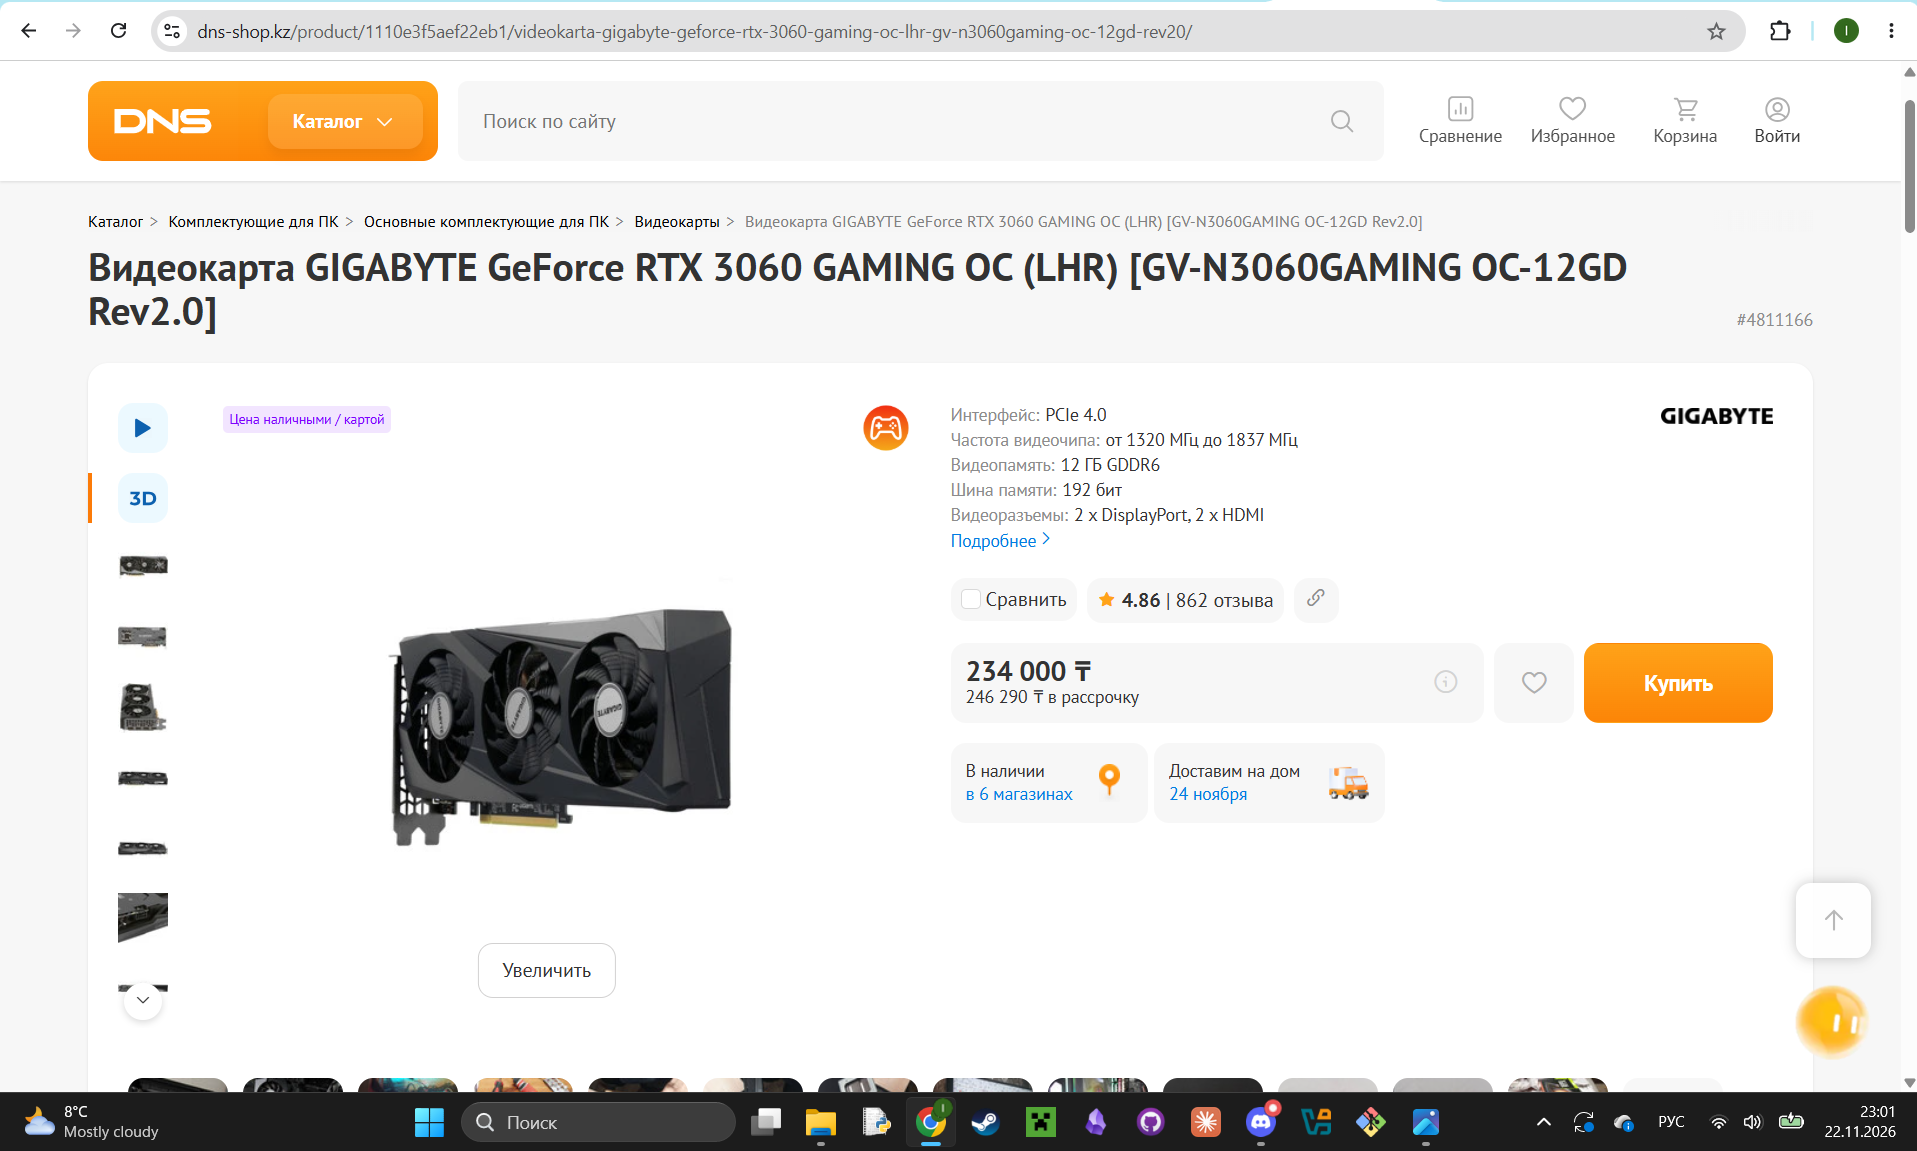 dns-shop.kz/product/1110e3f5aef22eb1/videokarta-gigabyte-geforce-rtx-3060-gaming-oc-lhr-gv-n3060gaming-oc-12gd-rev20/
I
DNS
Каталог
Поиск по сайту
Сравнение
Избранное
Корзина
Войти
Каталог > Комплектующие для ПК > Основные комплектующие для ПК > Видеокарты > Видеокарта GIGABYTE GeForce RTX 3060 GAMING OC (LHR) [GV-N3060GAMING OC-12GD Rev2.0]
Видеокарта GIGABYTE GeForce RTX 3060 GAMING OC (LHR) [GV-N3060GAMING OC-12GD
Rev2.0]
#4811166
3D
Цена наличными / картой
GIGABYTE
GIGABYTE
GIGABYTE
Увеличить
Интерфейс: PCIe 4.0
Частота видеочипа: от 1320 МГц до 1837 МГц
Видеопамять: 12 ГБ GDDR6
Шина памяти: 192 бит
Видеоразъемы: 2 x DisplayPort, 2 x HDMI
Подробнее
GIGABYTE
Сравнить
4.86 | 862 отзыва
234 000 ₸
246 290 ₸ в рассрочку
Купить
В наличии
в 6 магазинах
Доставим на дом
24 ноября
8°C
Mostly cloudy
Поиск
I
РУС
23:01
22.11.2026